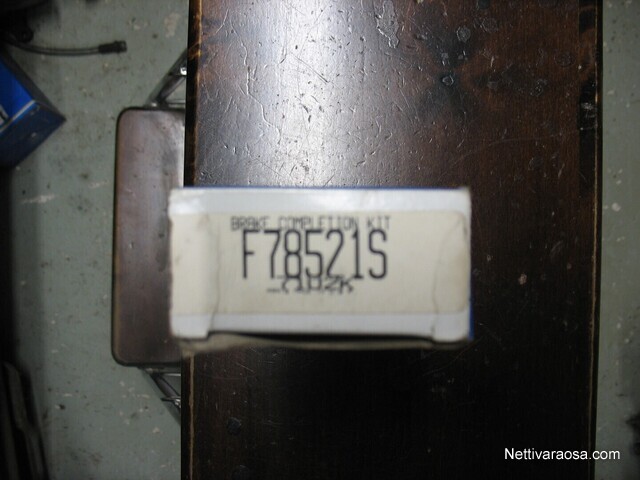 BRAKE COMPLETION KIT
F78521S
Nettivaraosa.com